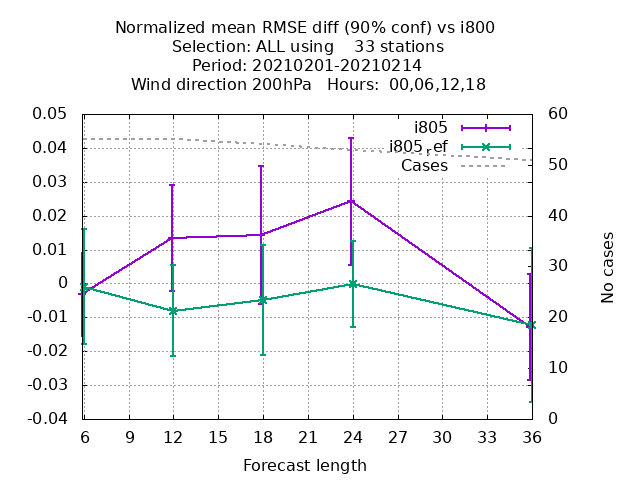 Normalized mean RMSE diff (90% conf) vs i800
Selection: ALL using    33 stations
Period: 20210201-20210214
Wind direction 200hPa   Hours:  00,06,12,18
0.05
0.04
0.03
0.02
0.01
0
-0.01
-0.02
-0.03
-0.04
i805
i805_ef
Cases
60
50
40
30
20
10
0
No cases
6 9 12 15 18 21 24 27 30 33 36
Forecast length